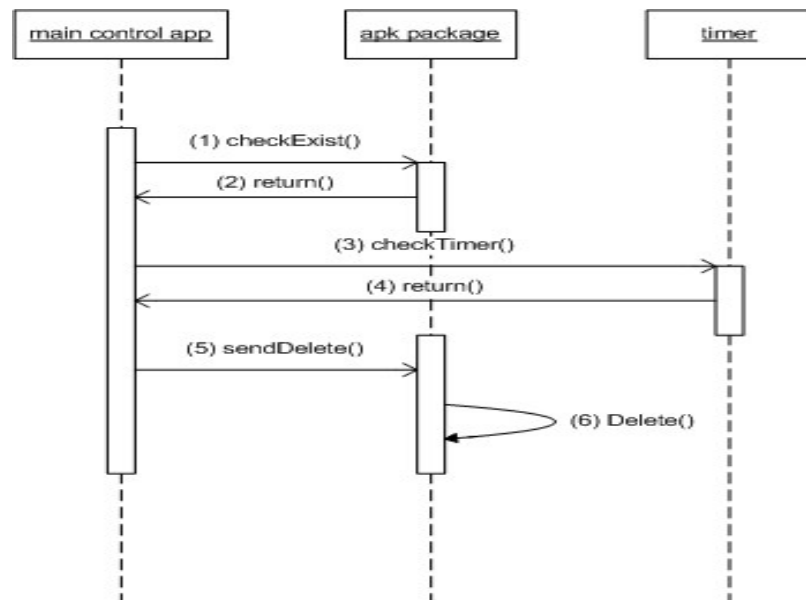 main control app
apk package
timer
(1) checkExist()
(2) return()
(3) checkTimer()
(4) return()
(5) sendDelete()
(6) Delete()